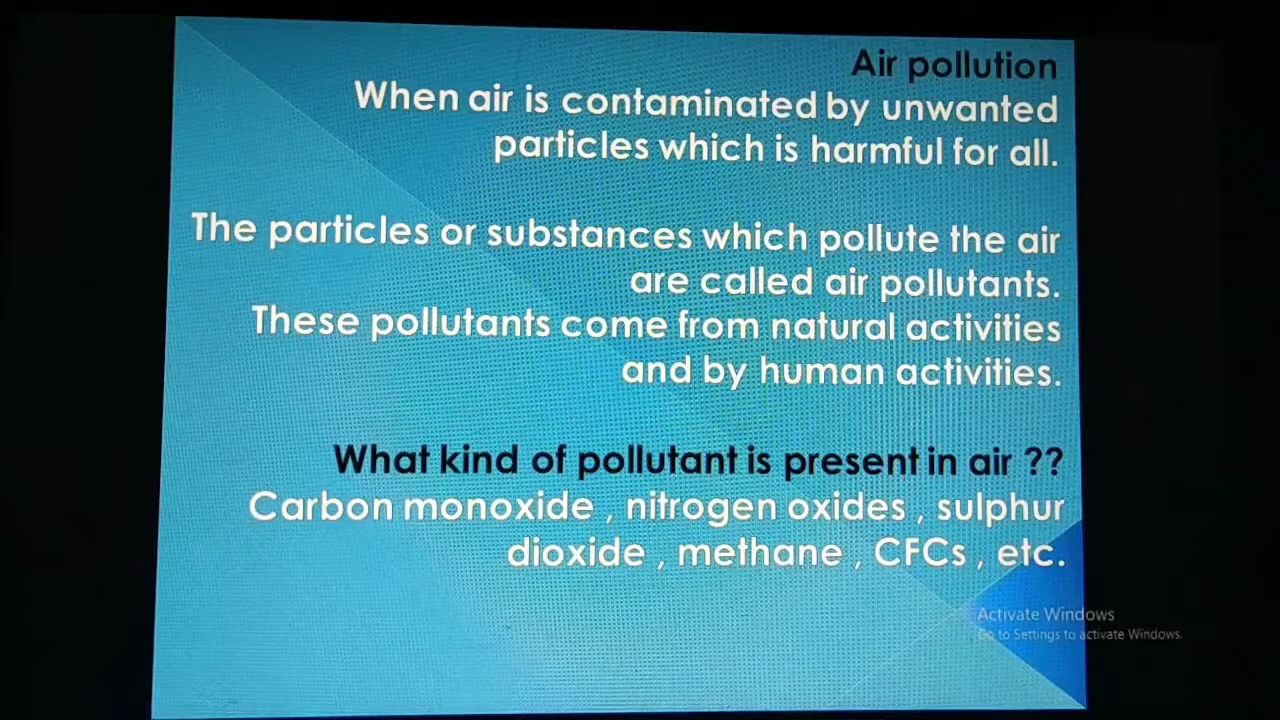 Air pollution
When air is contaminated by unwanted
particles which is harmful for all.
The particles or substances which pollute the air
are called air pollutants.
These pollutants come from natural activities
and by human activities.
What kind of pollutant is present in air ??
Carbon monoxide , nitrogen oxides , sulphur
dioxide , methane , CFCs , etc.
Activate Windows
Go to Settings to activate Windows.